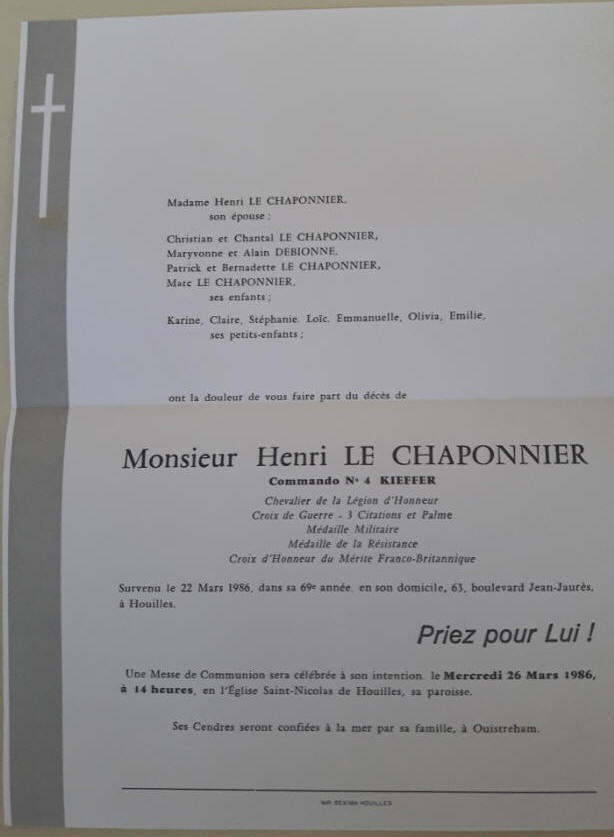 Madame Henri LE CHAPONNIER,
son épouse ;
Christian et Chantal LE CHAPONNIER,
Maryvonne et Alain DEBIONNE,
Patrick et Bernadette LE CHAPONNIER,
Marc LE CHAPONNIER,
ses enfants ;
Karine, Claire, Stéphanie, Loïc, Emmanuelle, Olivia, Emilie,
ses petits-enfants ;
ont la douleur de vous faire part du décès de
Monsieur Henri LE CHAPONNIER
Commando N° 4 KIEFFER
Chevalier de la Légion d'Honneur
Croix de Guerre - 3 Citations et Palme
Médaille Militaire
Médaille de la Résistance
Croix d'Honneur du Mérite Franco-Britannique
Survenu le 22 Mars 1986, dans sa 69e année, en son domicile, 63, boulevard Jean-Jaurès,
à Houilles.
Priez pour Lui !
Une Messe de Communion sera célébrée à son intention, le Mercredi 26 Mars 1986,
à 14 heures, en l'Église Saint-Nicolas de Houilles, sa paroisse.
Ses Cendres seront confiées à la mer par sa famille, à Ouistreham.
IMP. BEXIMA HOUILLES